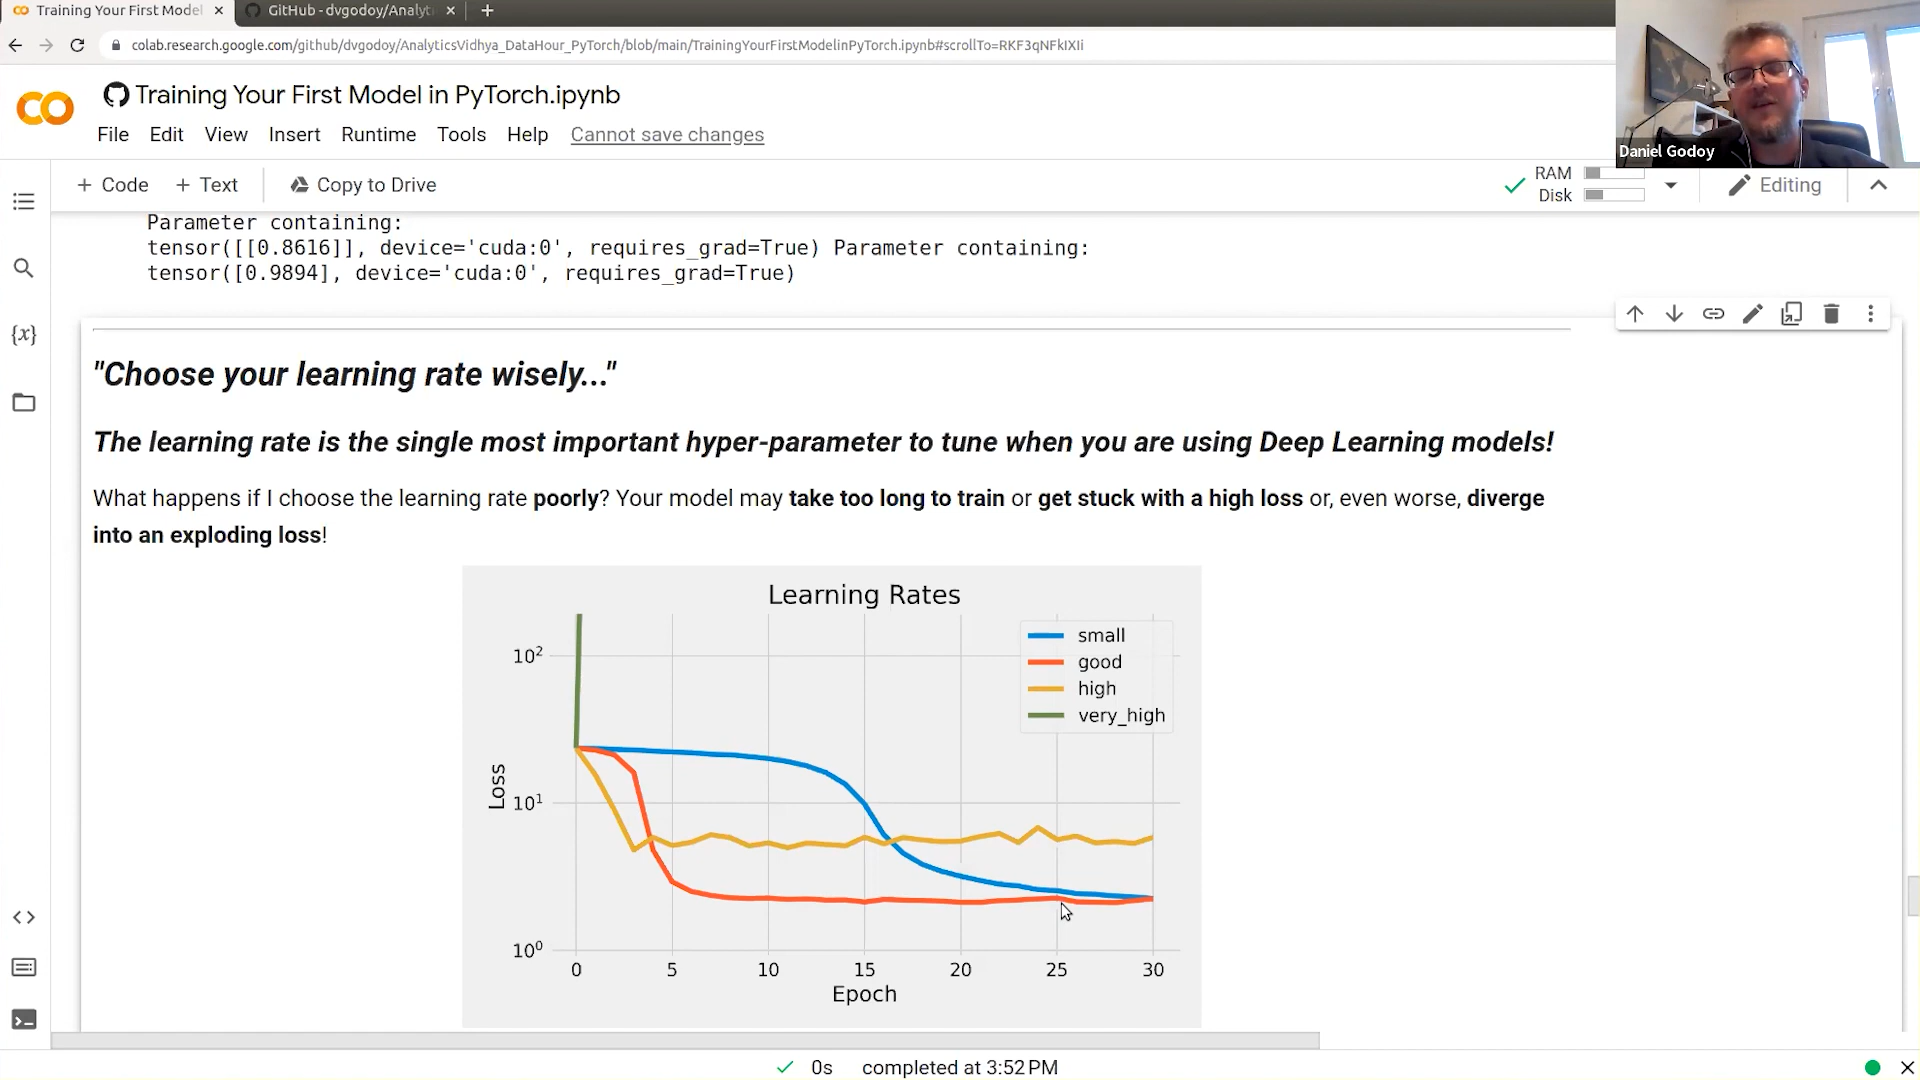 Training Your First Model
GitHub - dvgodoy/Analyti
colab.research.google.com/github/dvgodoy/AnalyticsVidhya_DataHour_PyTorch/blob/main/TrainingYourFirstModelinPyTorch.ipynb#scrollTo=RKF3qNFkIXIi
Training Your First Model in PyTorch.ipynb
File Edit View Insert Runtime Tools Help Cannot save changes
Daniel Godoy
+ Code + Text Copy to Drive
RAM
Disk
Editing
Parameter containing:
tensor([[0.8616]], device='cuda:0', requires_grad=True) Parameter containing:
tensor([0.9894], device='cuda:0', requires_grad=True)
"Choose your learning rate wisely..."
The learning rate is the single most important hyper-parameter to tune when you are using Deep Learning models!
What happens if I choose the learning rate poorly? Your model may take too long to train or get stuck with a high loss or, even worse, diverge
into an exploding loss!
Learning Rates
small
good
high
very_high
10²
10¹
10⁰
Loss
0 5 10 15 20 25 30
Epoch
0s completed at 3:52 PM